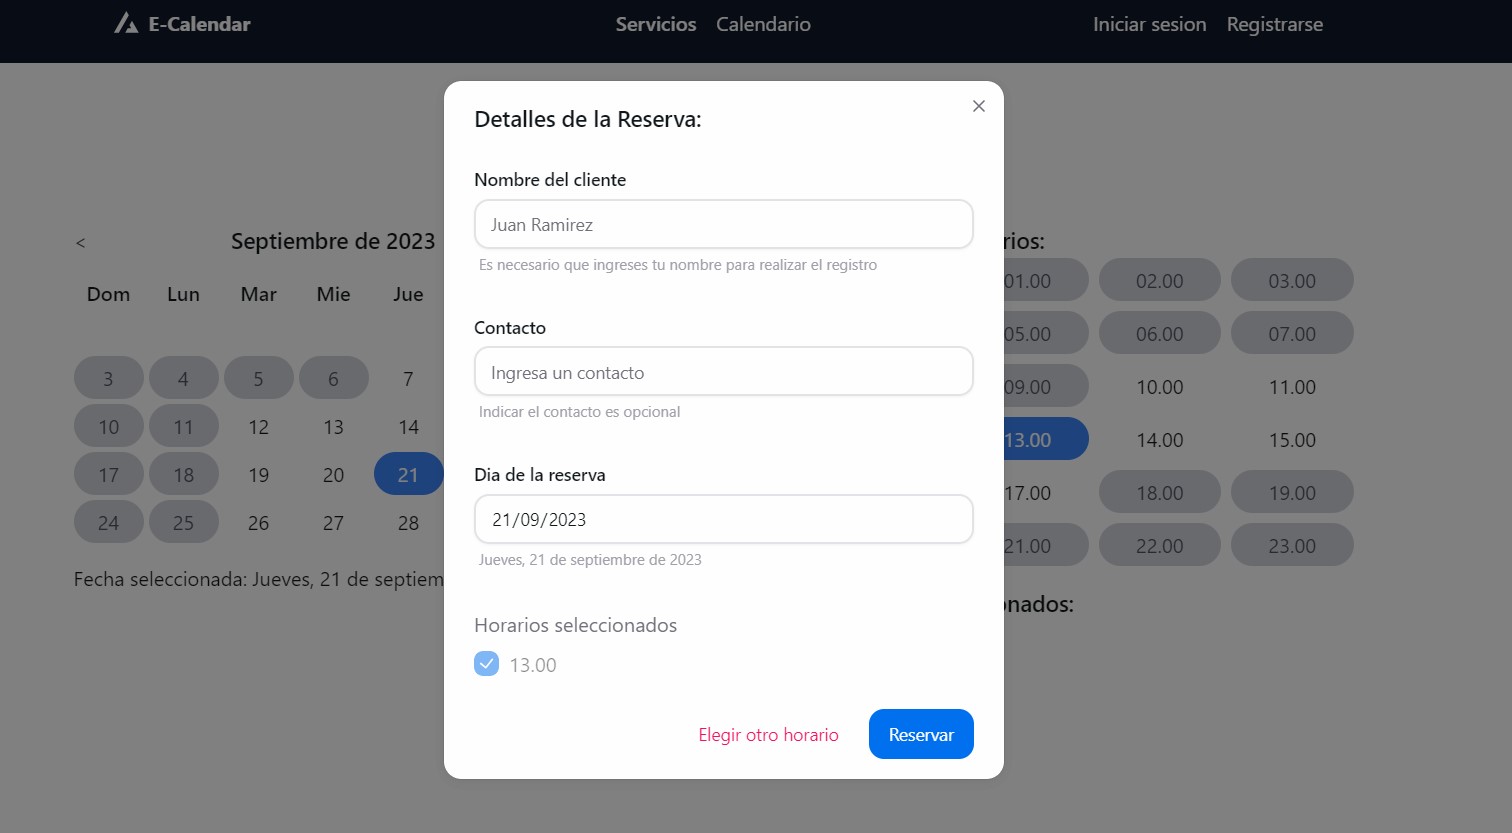 E-Calendar Servicios Calendario Iniciar sesion Registrarse
Detalles de la Reserva:
Nombre del cliente
Juan Ramirez
Es necesario que ingreses tu nombre para realizar el registro
Contacto
Ingresa un contacto
Indicar el contacto es opcional
Dia de la reserva
21/09/2023
Jueves, 21 de septiembre de 2023
Horarios seleccionados
13.00
Elegir otro horario Reservar
< Septiembre de 2023
Dom Lun Mar Mie Jue
3 4 5 6 7
10 11 12 13 14
17 18 19 20 21
24 25 26 27 28
Fecha seleccionada: Jueves, 21 de
01.00 02.00 03.00
05.00 06.00 07.00
09.00 10.00 11.00
13.00 14.00 15.00
17.00 18.00 19.00
21.00 22.00 23.00